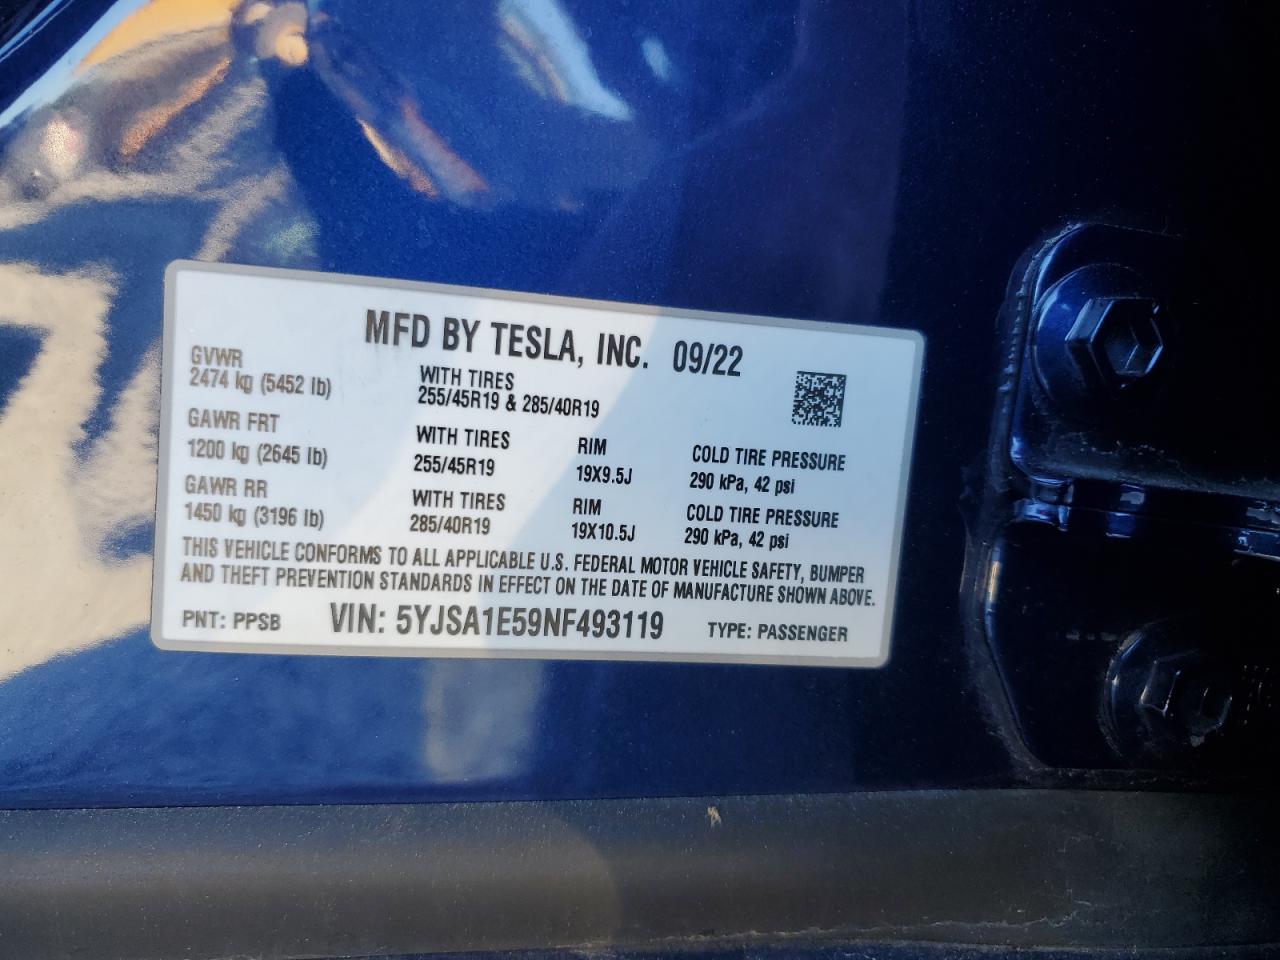 MFD BY TESLA, INC. 09/22
GVWR
2474 kg (5452 lb)
WITH TIRES
255/45R19 & 285/40R19
GAWR FRT
1200 kg (2645 lb)
WITH TIRES
255/45R19
RIM
19X9.5J
COLD TIRE PRESSURE
290 kPa, 42 psi
GAWR RR
1450 kg (3196 lb)
WITH TIRES
285/40R19
RIM
19X10.5J
COLD TIRE PRESSURE
290 kPa, 42 psi
THIS VEHICLE CONFORMS TO ALL APPLICABLE U.S. FEDERAL MOTOR VEHICLE SAFETY, BUMPER
AND THEFT PREVENTION STANDARDS IN EFFECT ON THE DATE OF MANUFACTURE SHOWN ABOVE.
PNT: PPSB VIN: 5YJSA1E59NF493119 TYPE: PASSENGER